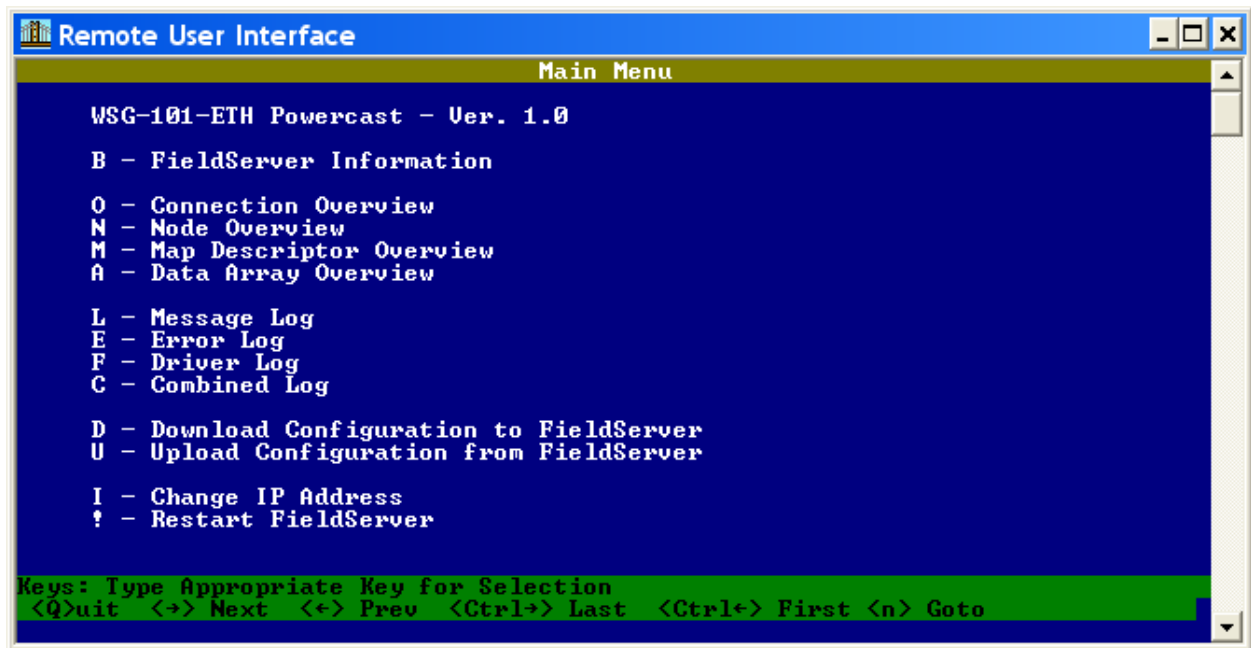 Remote User Interface
Main Menu
WSG-101-ETH Powercast - Ver. 1.0
B - FieldServer Information
O - Connection Overview
N - Node Overview
M - Map Descriptor Overview
A - Data Array Overview
L - Message Log
E - Error Log
F - Driver Log
C - Combined Log
D - Download Configuration to FieldServer
U - Upload Configuration from FieldServer
I - Change IP Address
! - Restart FieldServer
Keys: Type Appropriate Key for Selection
<Q>uit <→> Next <←> Prev <Ctrl→> Last <Ctrl←> First <n> Goto